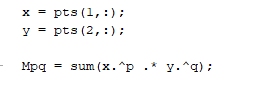 x = pts(1,:);
y = pts(2,:);
Mpq = sum(x.^p .* y.^q);